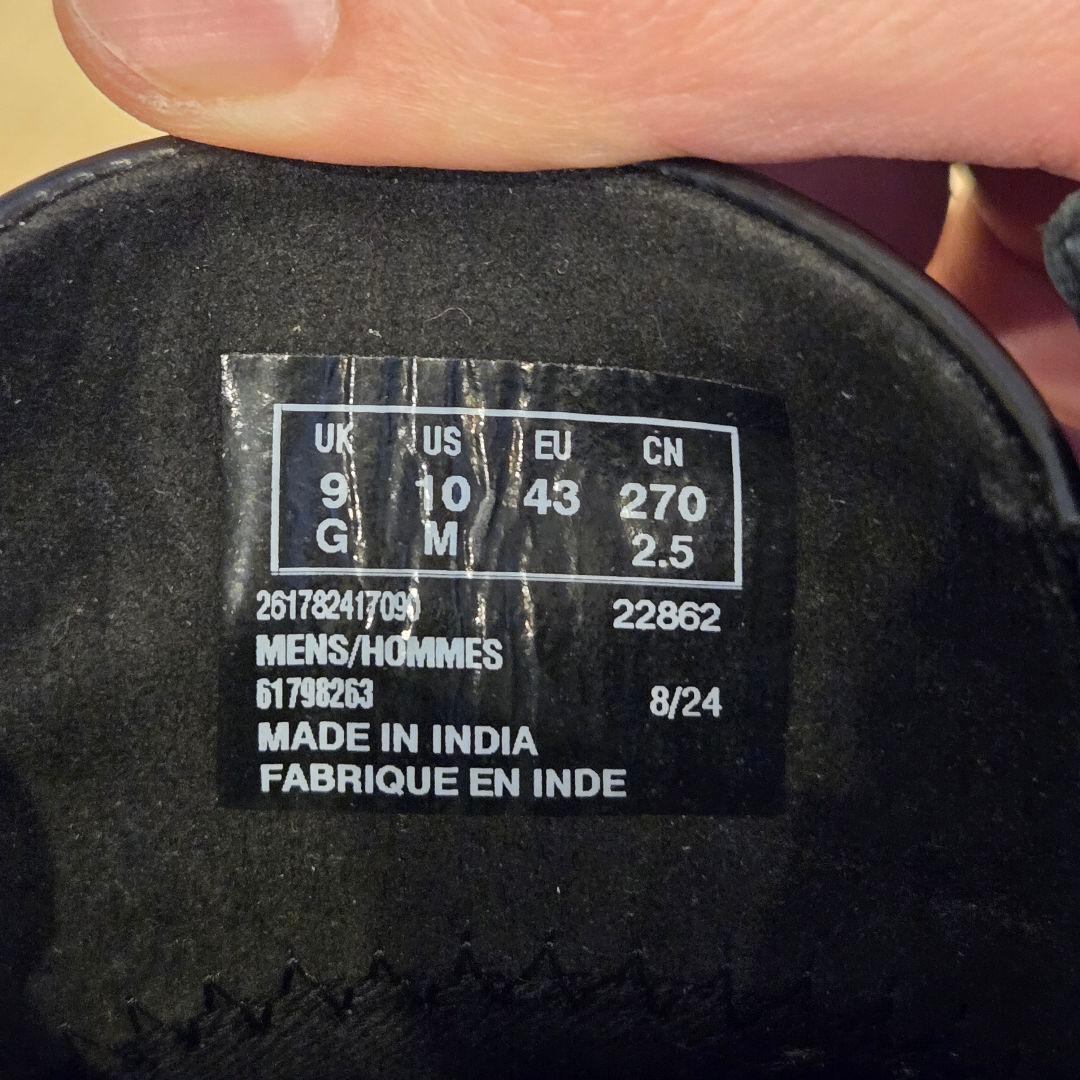 UK US EU CN
9 10 43 270
G M 2.5
261782417090 22862
MENS/HOMMES
61798263 8/24
MADE IN INDIA
FABRIQUE EN INDE